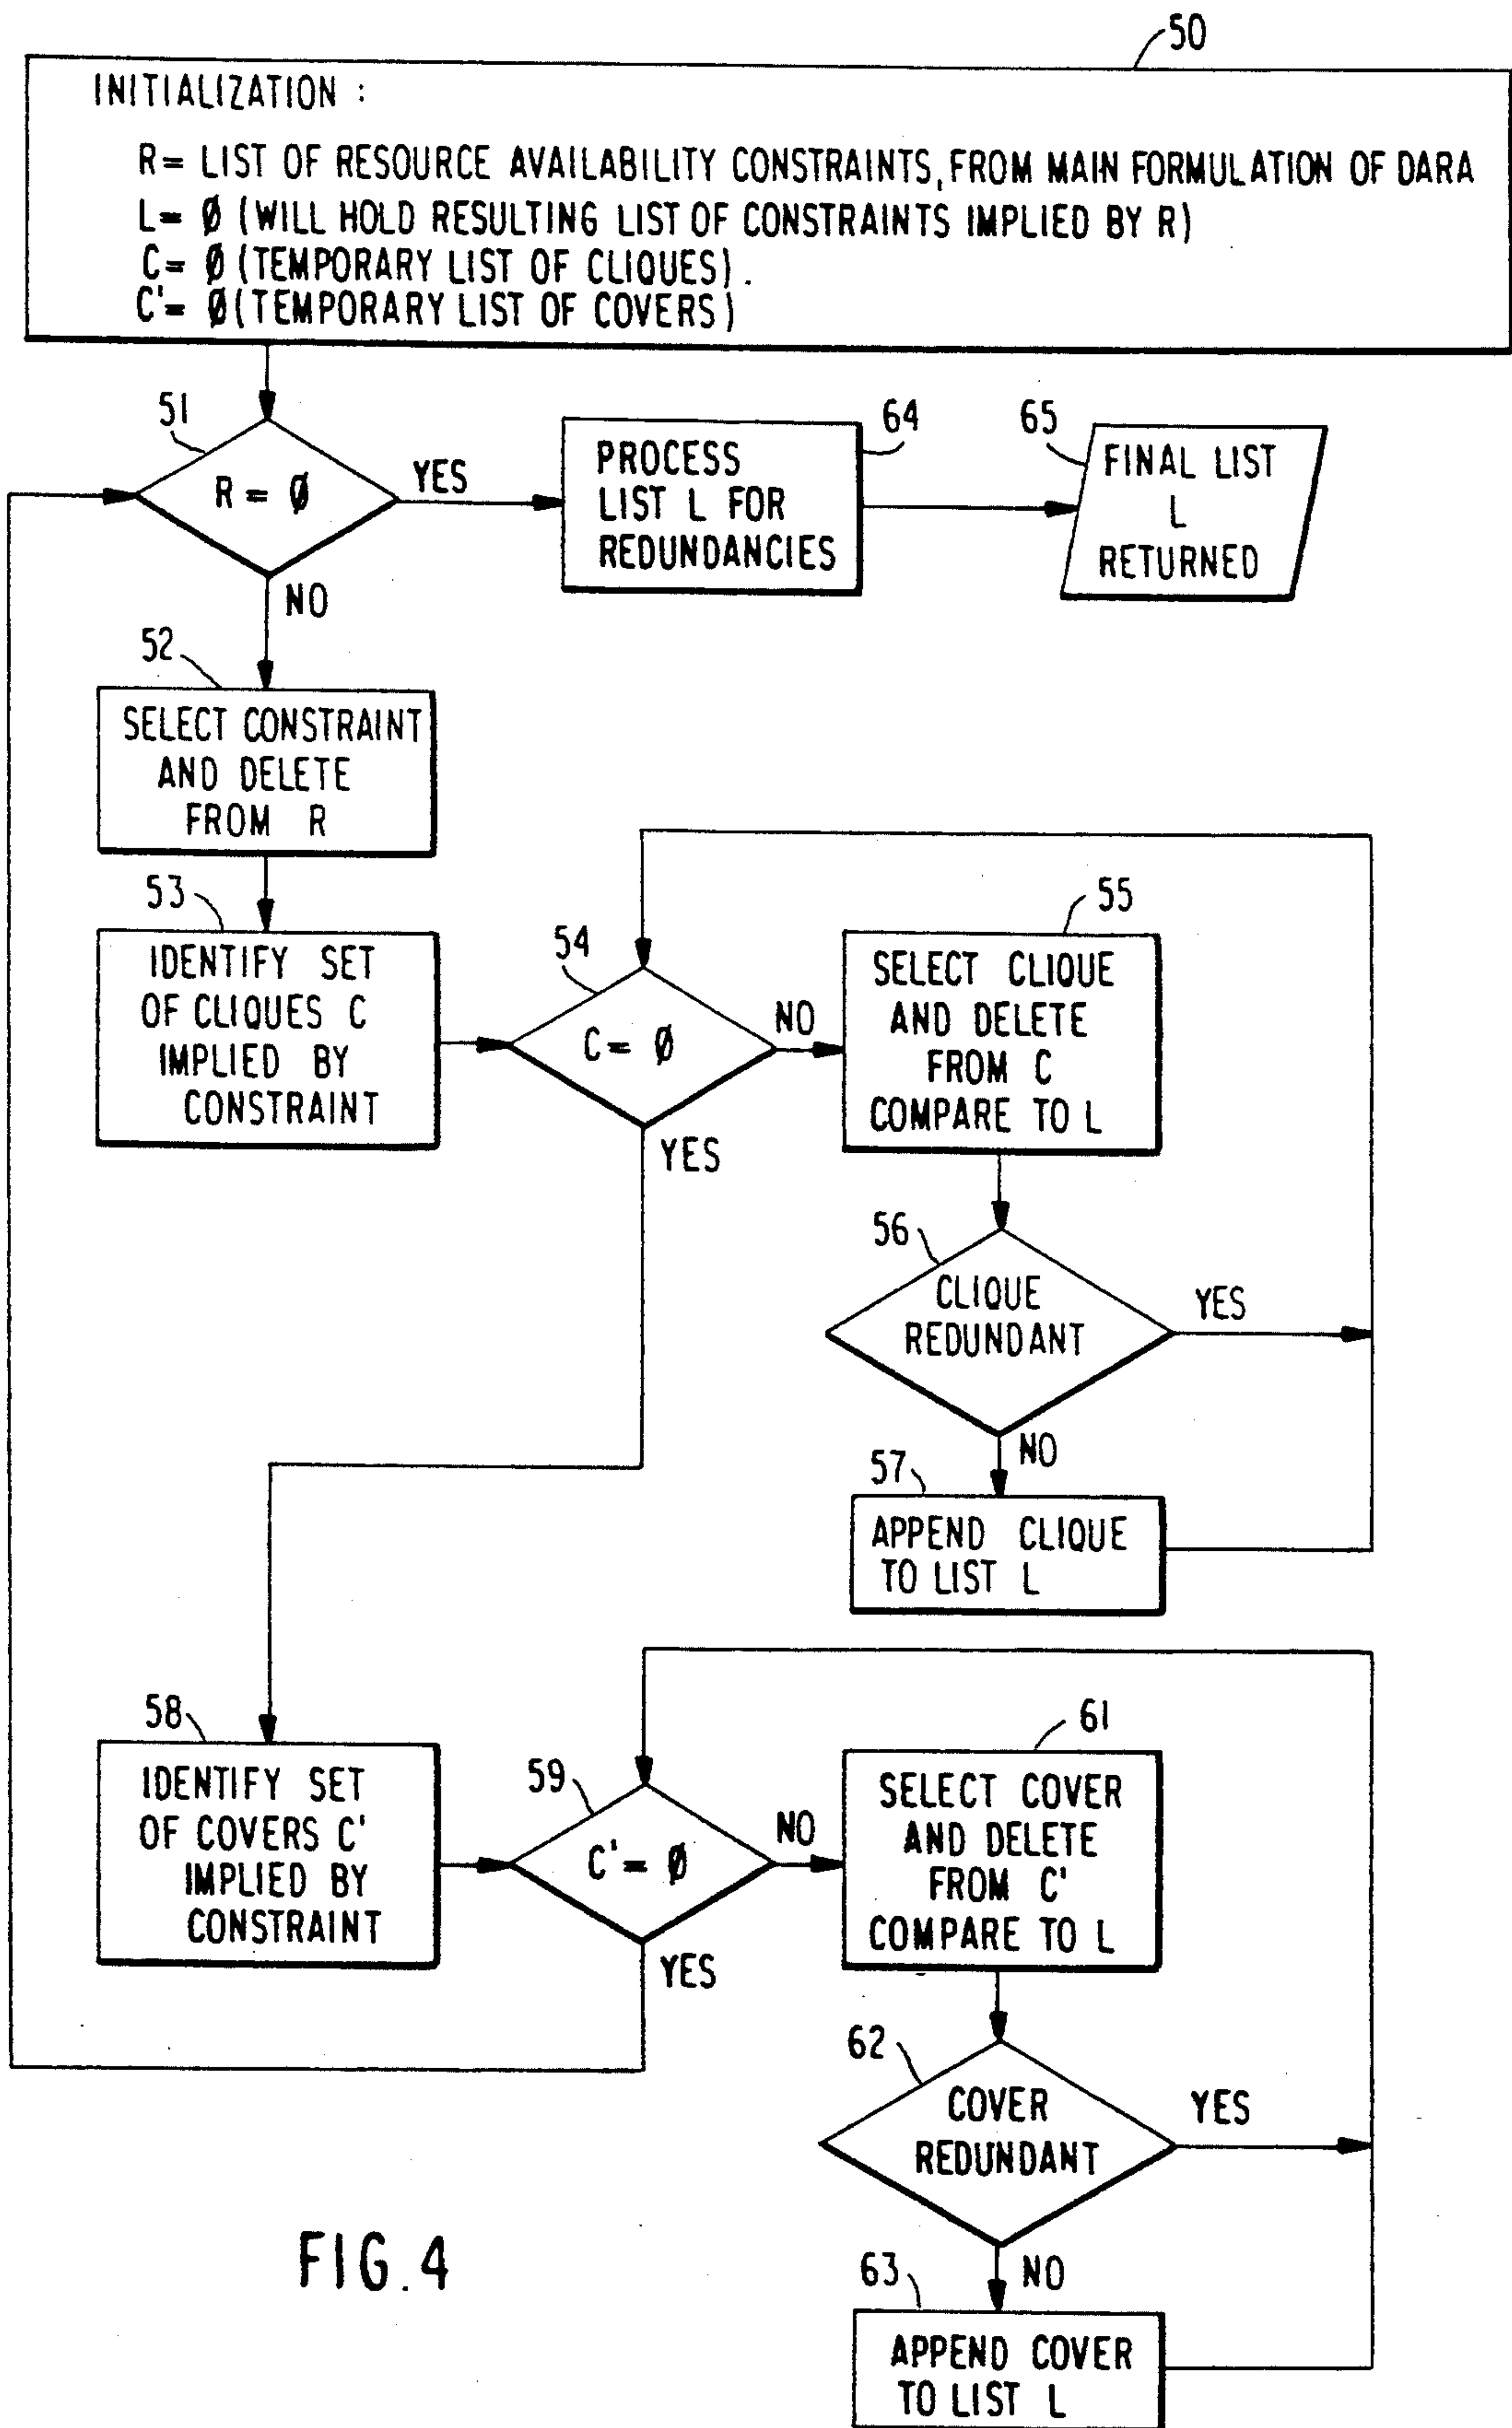 50
INITIALIZATION :
R= LIST OF RESOURCE AVAILABILITY CONSTRAINTS, FROM MAIN FORMULATION OF DARA
L= Ø (WILL HOLD RESULTING LIST OF CONSTRAINTS IMPLIED BY R)
C= Ø (TEMPORARY LIST OF CLIQUES).
C'= Ø (TEMPORARY LIST OF COVERS)
51
R = Ø
YES
NO
64
PROCESS
LIST L FOR
REDUNDANCIES
65
FINAL LIST
L
RETURNED
52
SELECT CONSTRAINT
AND DELETE
FROM R
53
IDENTIFY SET
OF CLIQUES C
IMPLIED BY
CONSTRAINT
54
C= Ø
NO
YES
55
SELECT CLIQUE
AND DELETE
FROM C
COMPARE TO L
56
CLIQUE
REDUNDANT
YES
NO
57
APPEND CLIQUE
TO LIST L
58
IDENTIFY SET
OF COVERS C'
IMPLIED BY
CONSTRAINT
59
C'= Ø
NO
YES
61
SELECT COVER
AND DELETE
FROM C'
COMPARE TO L
62
COVER
REDUNDANT
YES
NO
63
APPEND COVER
TO LIST L
FIG.4